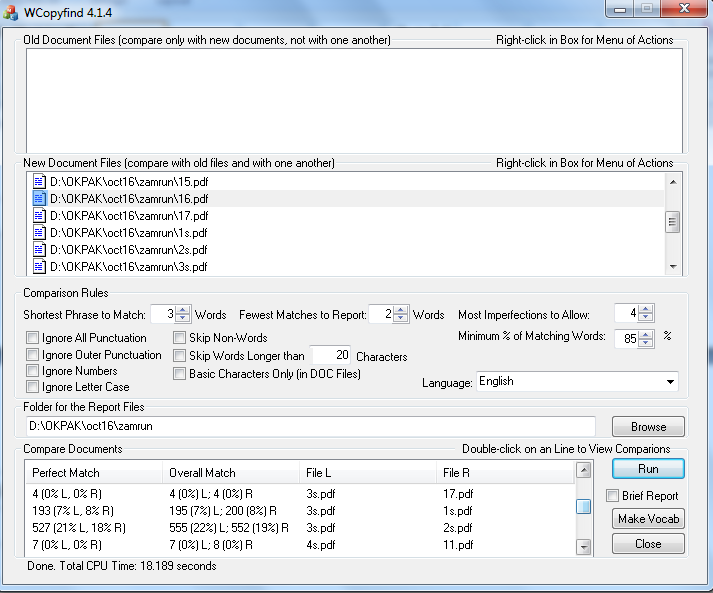 WCopyfind 4.1.4
Old Document Files (compare only with new documents, not with one another) Right-click in Box for Menu of Actions
New Document Files (compare with old files and with one another) Right-click in Box for Menu of Actions
D:\OKPAK\oct16\zamrun\15.pdf
D:\OKPAK\oct16\zamrun\16.pdf
D:\OKPAK\oct16\zamrun\17.pdf
D:\OKPAK\oct16\zamrun\1s.pdf
D:\OKPAK\oct16\zamrun\2s.pdf
D:\OKPAK\oct16\zamrun\3s.pdf
Comparison Rules
Shortest Phrase to Match: 3 Words Fewest Matches to Report: 2 Words Most Imperfections to Allow: 4
Minimum % of Matching Words: 85 %
Ignore All Punctuation Skip Non-Words
Ignore Outer Punctuation Skip Words Longer than 20 Characters
Ignore Numbers Basic Characters Only (in DOC Files)
Ignore Letter Case Language: English
Folder for the Report Files
D:\OKPAK\oct16\zamrun Browse
Compare Documents Double-click on an Line to View Comparions
Perfect Match Overall Match File L File R Run
4 (0% L, 0% R) 4 (0%) L; 4 (0%) R 3s.pdf 17.pdf Brief Report
193 (7% L, 8% R) 195 (7%) L; 200 (8%) R 3s.pdf 1s.pdf
527 (21% L, 18% R) 555 (22%) L; 552 (19%) R 3s.pdf 2s.pdf Make Vocab
7 (0% L, 0% R) 7 (0%) L; 8 (0%) R 4s.pdf 11.pdf Close
Done. Total CPU Time: 18.189 seconds